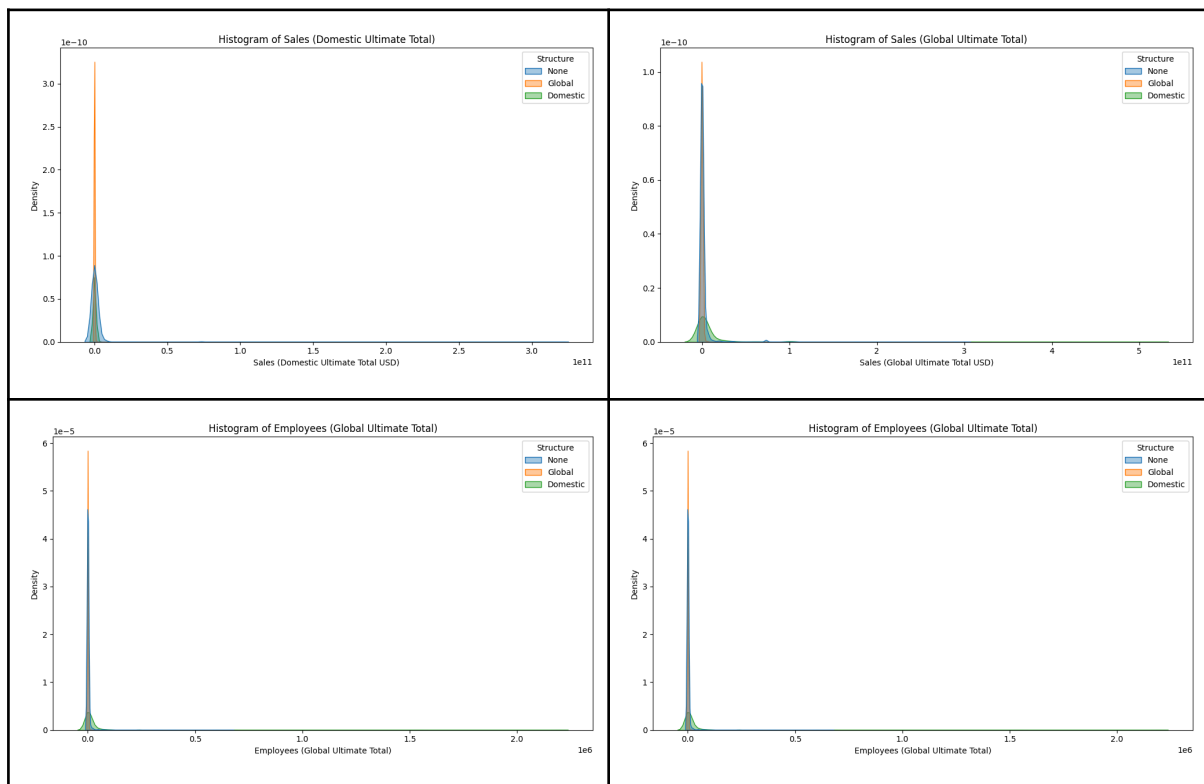 Histogram of Sales (Domestic Ultimate Total)
1e−10
Structure
None
Global
Domestic
3.0
2.5
2.0
1.5
1.0
0.5
0.0
Density
0.0 0.5 1.0 1.5 2.0 2.5 3.0
Sales (Domestic Ultimate Total USD)
1e11
Histogram of Sales (Global Ultimate Total)
1e−10
Structure
None
Global
Domestic
1.0
0.8
0.6
0.4
0.2
0.0
Density
0 1 2 3 4 5
Sales (Global Ultimate Total USD)
1e11
Histogram of Employees (Global Ultimate Total)
1e−5
Structure
None
Global
Domestic
6
5
4
3
2
1
0
Density
0.0 0.5 1.0 1.5 2.0
Employees (Global Ultimate Total)
1e6
Histogram of Employees (Global Ultimate Total)
1e−5
Structure
None
Global
Domestic
6
5
4
3
2
1
0
Density
0.0 0.5 1.0 1.5 2.0
Employees (Global Ultimate Total)
1e6